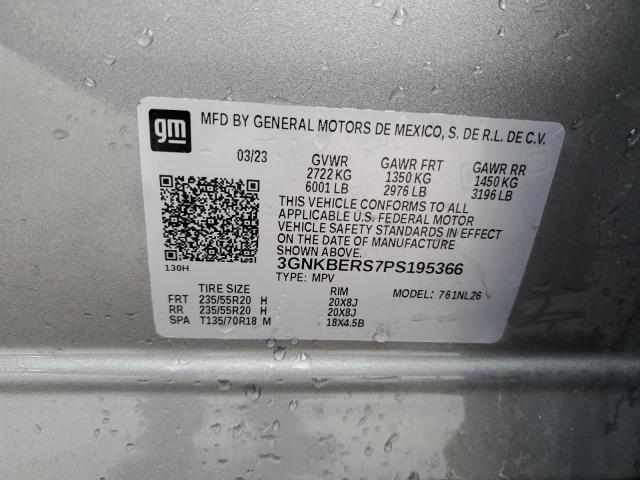 gm
MFD BY GENERAL MOTORS DE MEXICO, S. DE R.L. DE C.V.
03/23 GVWR GAWR FRT GAWR RR
2722 KG 1350 KG 1450 KG
6001 LB 2976 LB 3196 LB
THIS VEHICLE CONFORMS TO ALL
APPLICABLE U.S. FEDERAL MOTOR
VEHICLE SAFETY STANDARDS IN EFFECT
ON THE DATE OF MANUFACTURE
SHOWN ABOVE.
3GNKBERS7PS195366
130H TYPE: MPV MODEL: 761NL26
TIRE SIZE RIM
FRT 235/55R20 H 20X8J
RR 235/55R20 H 20X8J
SPA T135/70R18 M 18X4.5B